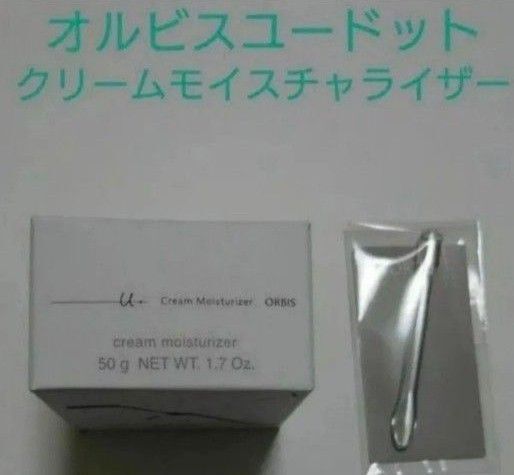 オルビスユードット
クリームモイスチャライザー
u. Cream Moisturizer ORBIS
cream moisturizer
50 g NET WT. 1.7 Oz.